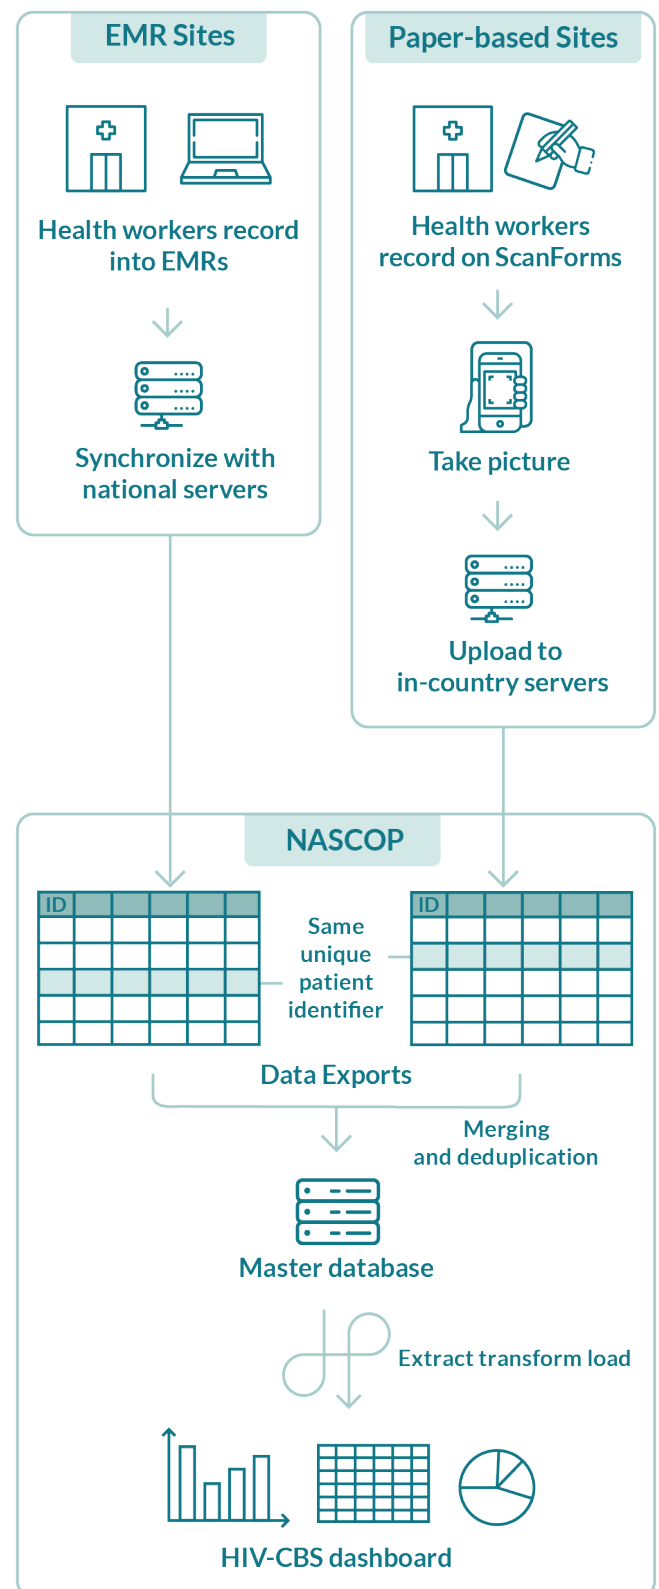 EMR Sites
Health workers record
into EMRs
Synchronize with
national servers
Paper-based Sites
Health workers
record on ScanForms
Take picture
Upload to
in-country servers
NASCOP
ID
Same
unique
patient
identifier
ID
Data Exports
Merging
and deduplication
Master database
Extract transform load
HIV-CBS dashboard